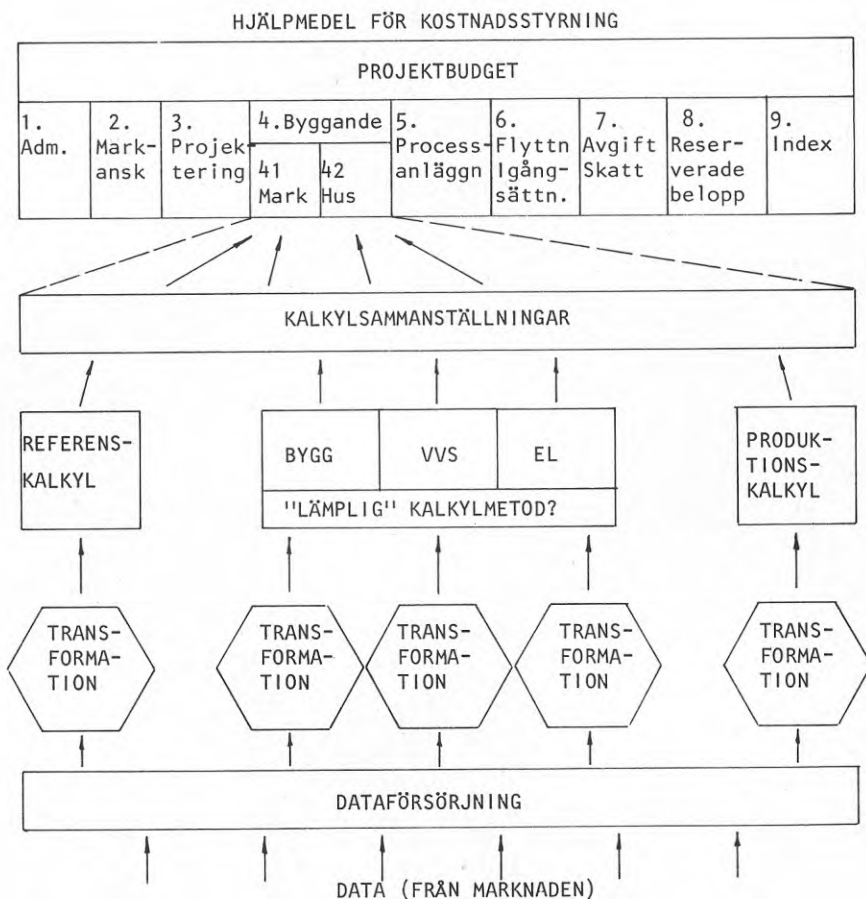 HJÄLPMEDEL FÖR KOSTNADSSTYRNING
PROJEKTBUDGET
1.
Adm.
2.
Mark-
ansk
3.
Projek-
tering
4.Byggande
41
Mark
42
Hus
5.
Process-
anläggn
6.
Flyttn
Igång-
sättn.
7.
Avgift
Skatt
8.
Reser-
verade
belopp
9.
Index
KALKYLSAMMANSTÄLLNINGAR
REFERENS-
KALKYL
BYGG
VVS
EL
"LÄMPLIG" KALKYLMETOD?
PRODUK-
TIONS-
KALKYL
TRANS-
FORMA-
TION
TRANS-
FORMA-
TION
TRANS-
FORMA-
TION
TRANS-
FORMA-
TION
TRANS-
FORMA-
TION
DATAFÖRSÖRJNING
DATA (FRÅN MARKNADEN)